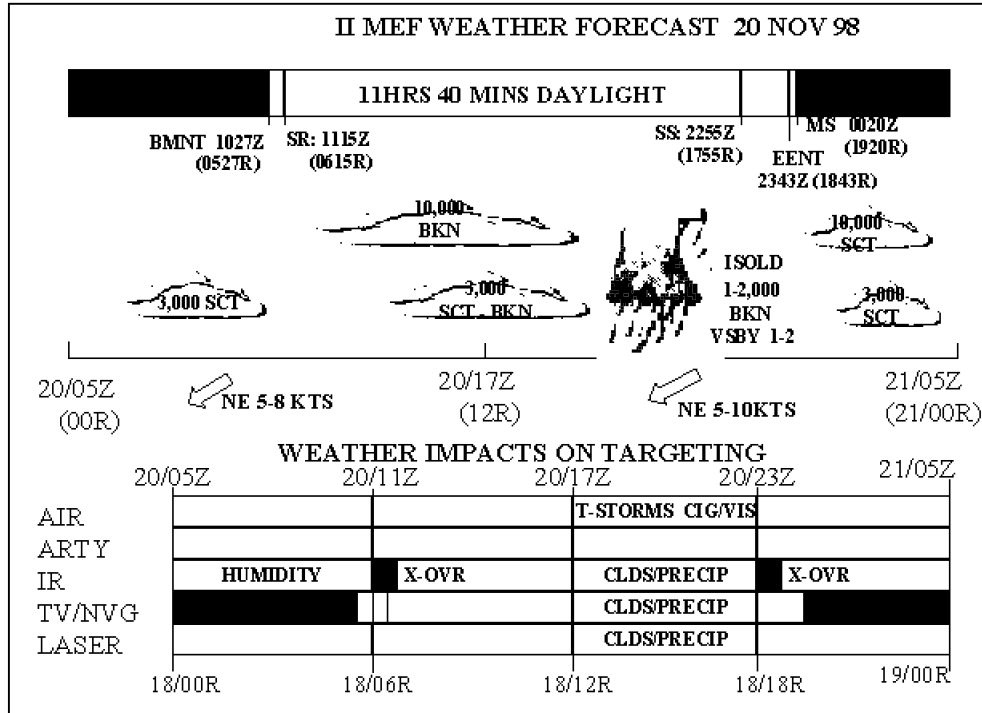 II MEF WEATHER FORECAST 20 NOV 98
11HRS 40 MINS DAYLIGHT
BMNT 1027Z
(0527R)
SR: 1115Z
(0615R)
SS: 2255Z
(1755R)
MS 0020Z
(1920R)
EENT
2343Z (1843R)
10,000
BKN
3,000 SCT
3,000
SCT - BKN
ISOLD
1-2,000
BKN
VSBY 1-2
10,000
SCT
3,000
SCT
20/05Z
(00R)
20/17Z
(12R)
21/05Z
(21/00R)
NE 5-8 KTS
NE 5-10KTS
WEATHER IMPACTS ON TARGETING
20/05Z 20/11Z 20/17Z 20/23Z 21/05Z
AIR T-STORMS CIG/VIS
ARTY
IR HUMIDITY X-OVR CLDS/PRECIP X-OVR
TV/NVG CLDS/PRECIP
LASER CLDS/PRECIP
18/00R 18/06R 18/12R 18/18R 19/00R